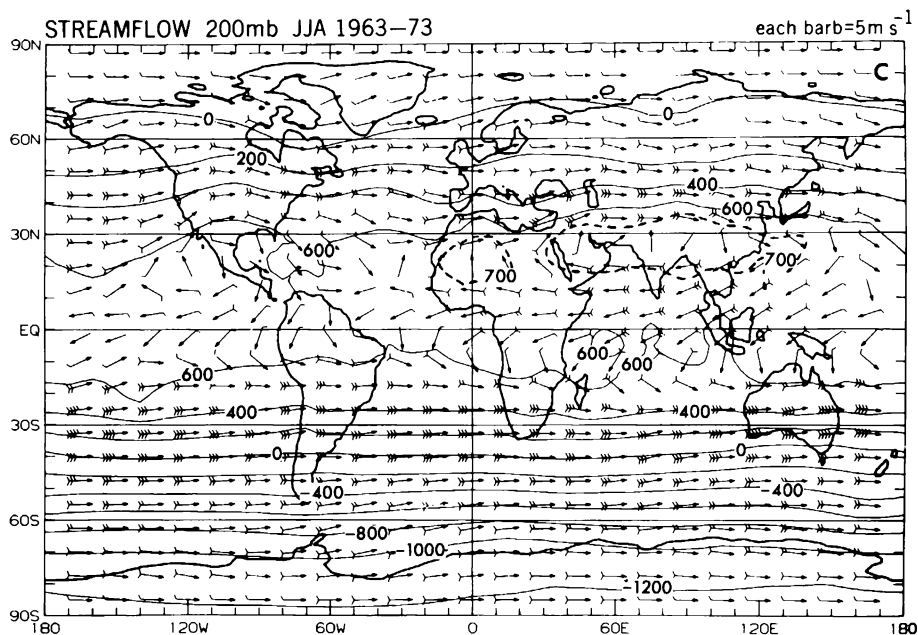 STREAMFLOW 200mb JJA 1963–73 each barb=5m s⁻¹
90N
C
0 0
60N
200 400
600
30N
600 700
700
EQ
600 600
600
400 400
30S
0 0
-400 -400
60S
-800
-1000
-1200
90S
180 120W 60W 0 60E 120E 180